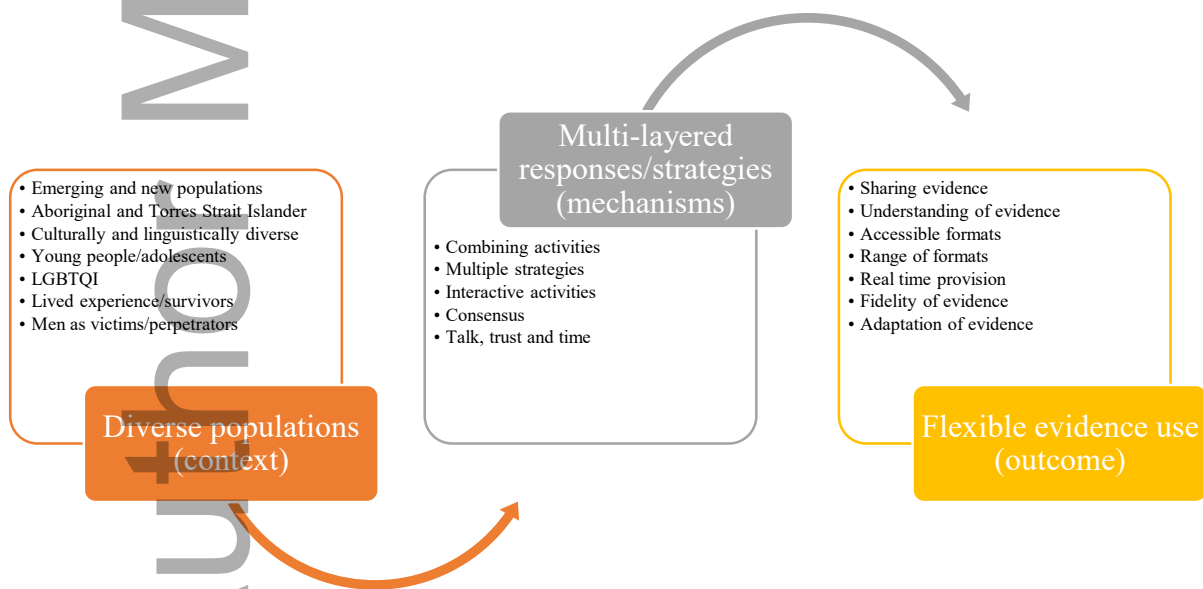 • Emerging and new populations
• Aboriginal and Torres Strait Islander
• Culturally and linguistically diverse
• Young people/adolescents
• LGBTQI
• Lived experience/survivors
• Men as victims/perpetrators
Diverse populations
(context)
Multi-layered
responses/strategies
(mechanisms)
• Combining activities
• Multiple strategies
• Interactive activities
• Consensus
• Talk, trust and time
• Sharing evidence
• Understanding of evidence
• Accessible formats
• Range of formats
• Real time provision
• Fidelity of evidence
• Adaptation of evidence
Flexible evidence use
(outcome)
uthor M